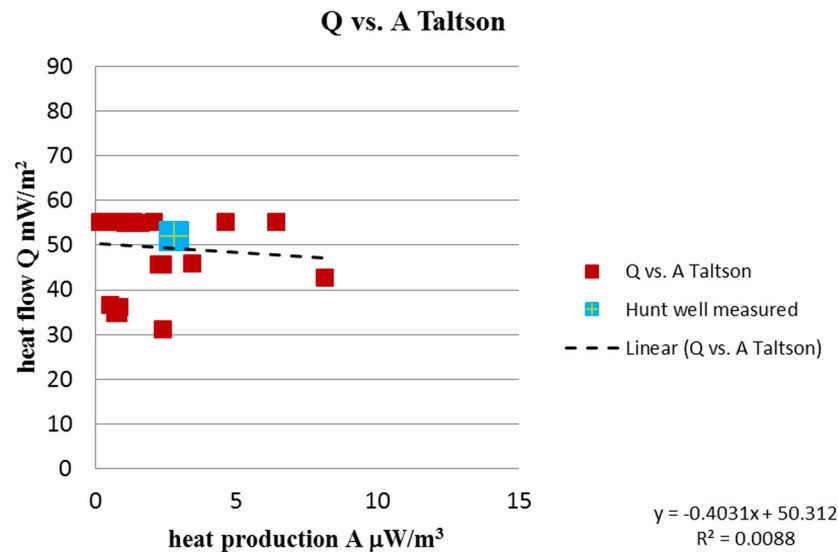 Q vs. A Taltson
heat flow Q mW/m²
90
80
70
60
50
40
30
20
10
0
0 5 10 15
heat production A µW/m³
Q vs. A Taltson
Hunt well measured
Linear (Q vs. A Taltson)
y = -0.4031x + 50.312
R² = 0.0088